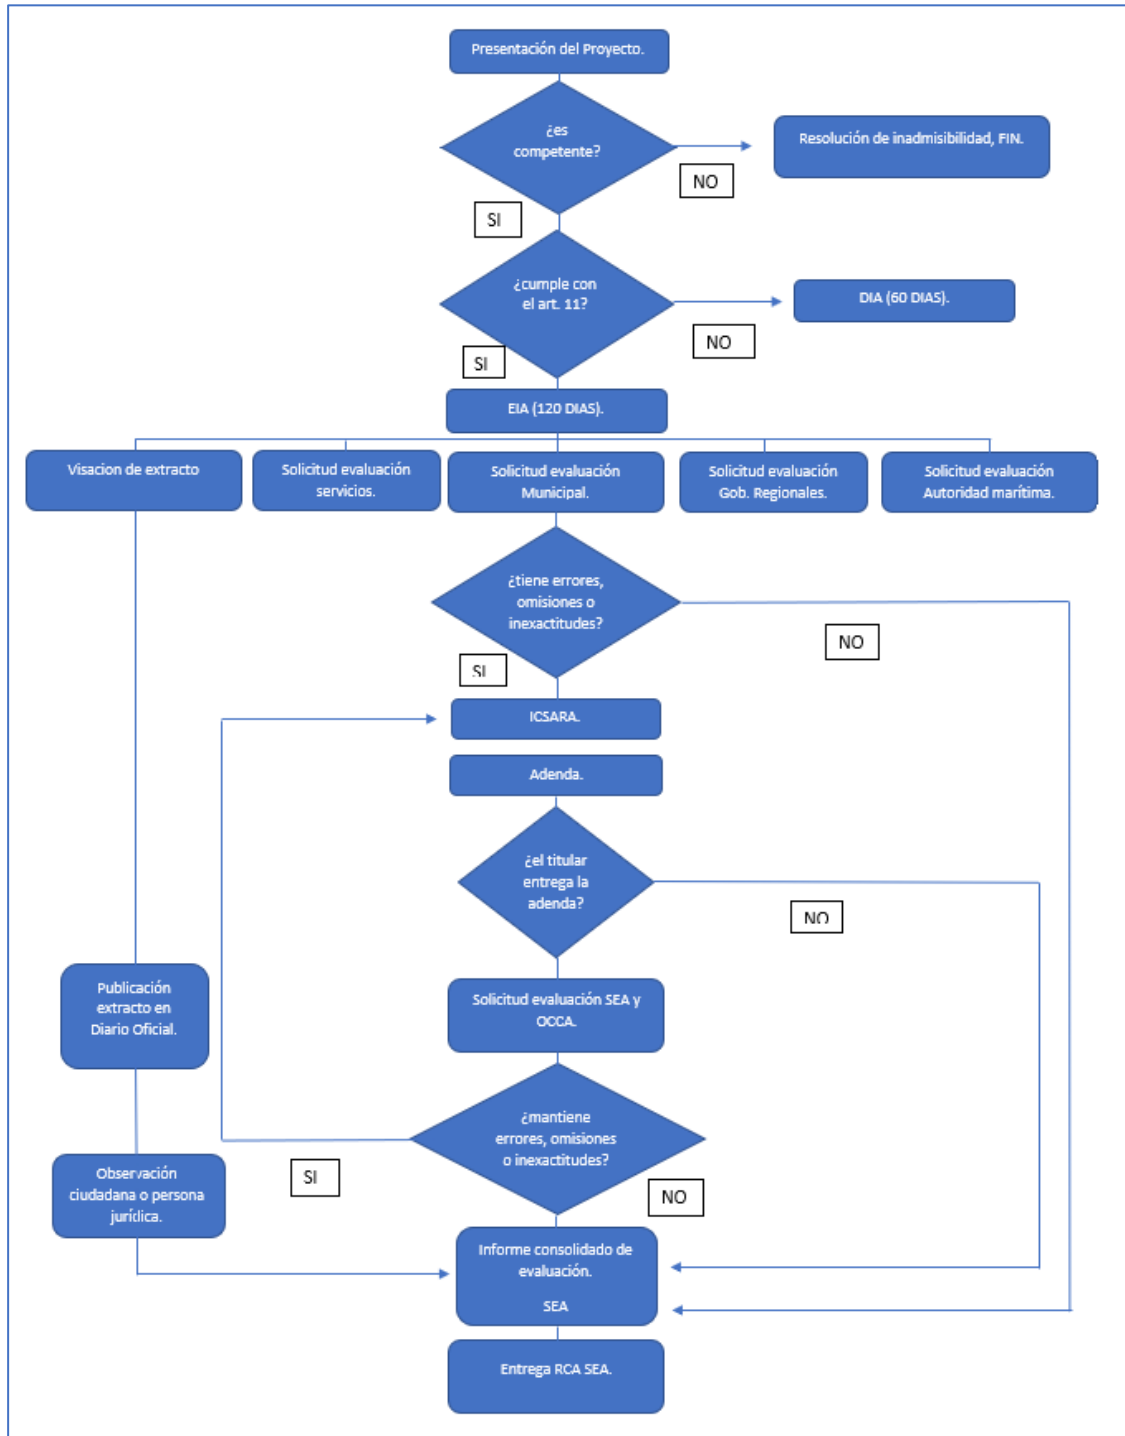 Presentación del Proyecto.
¿es
competente?
Resolución de inadmisibilidad, FIN.
NO
SI
¿cumple con
el art. 11?
DIA (60 DIAS).
NO
SI
EIA (120 DIAS).
Visacion de extracto
Solicitud evaluación
servicios.
Solicitud evaluación
Municipal.
Solicitud evaluación
Gob. Regionales.
Solicitud evaluación
Autoridad marítima.
¿tiene errores,
omisiones o
inexactitudes?
NO
SI
ICSARA.
Adenda.
¿el titular
entrega la
adenda?
NO
Publicación
extracto en
Diario Oficial.
Solicitud evaluación SEA y
OCCA.
¿mantiene
errores, omisiones
o inexactitudes?
SI
NO
Observación
ciudadana o persona
jurídica.
Informe consolidado de
evaluación.
SEA
Entrega RCA SEA.